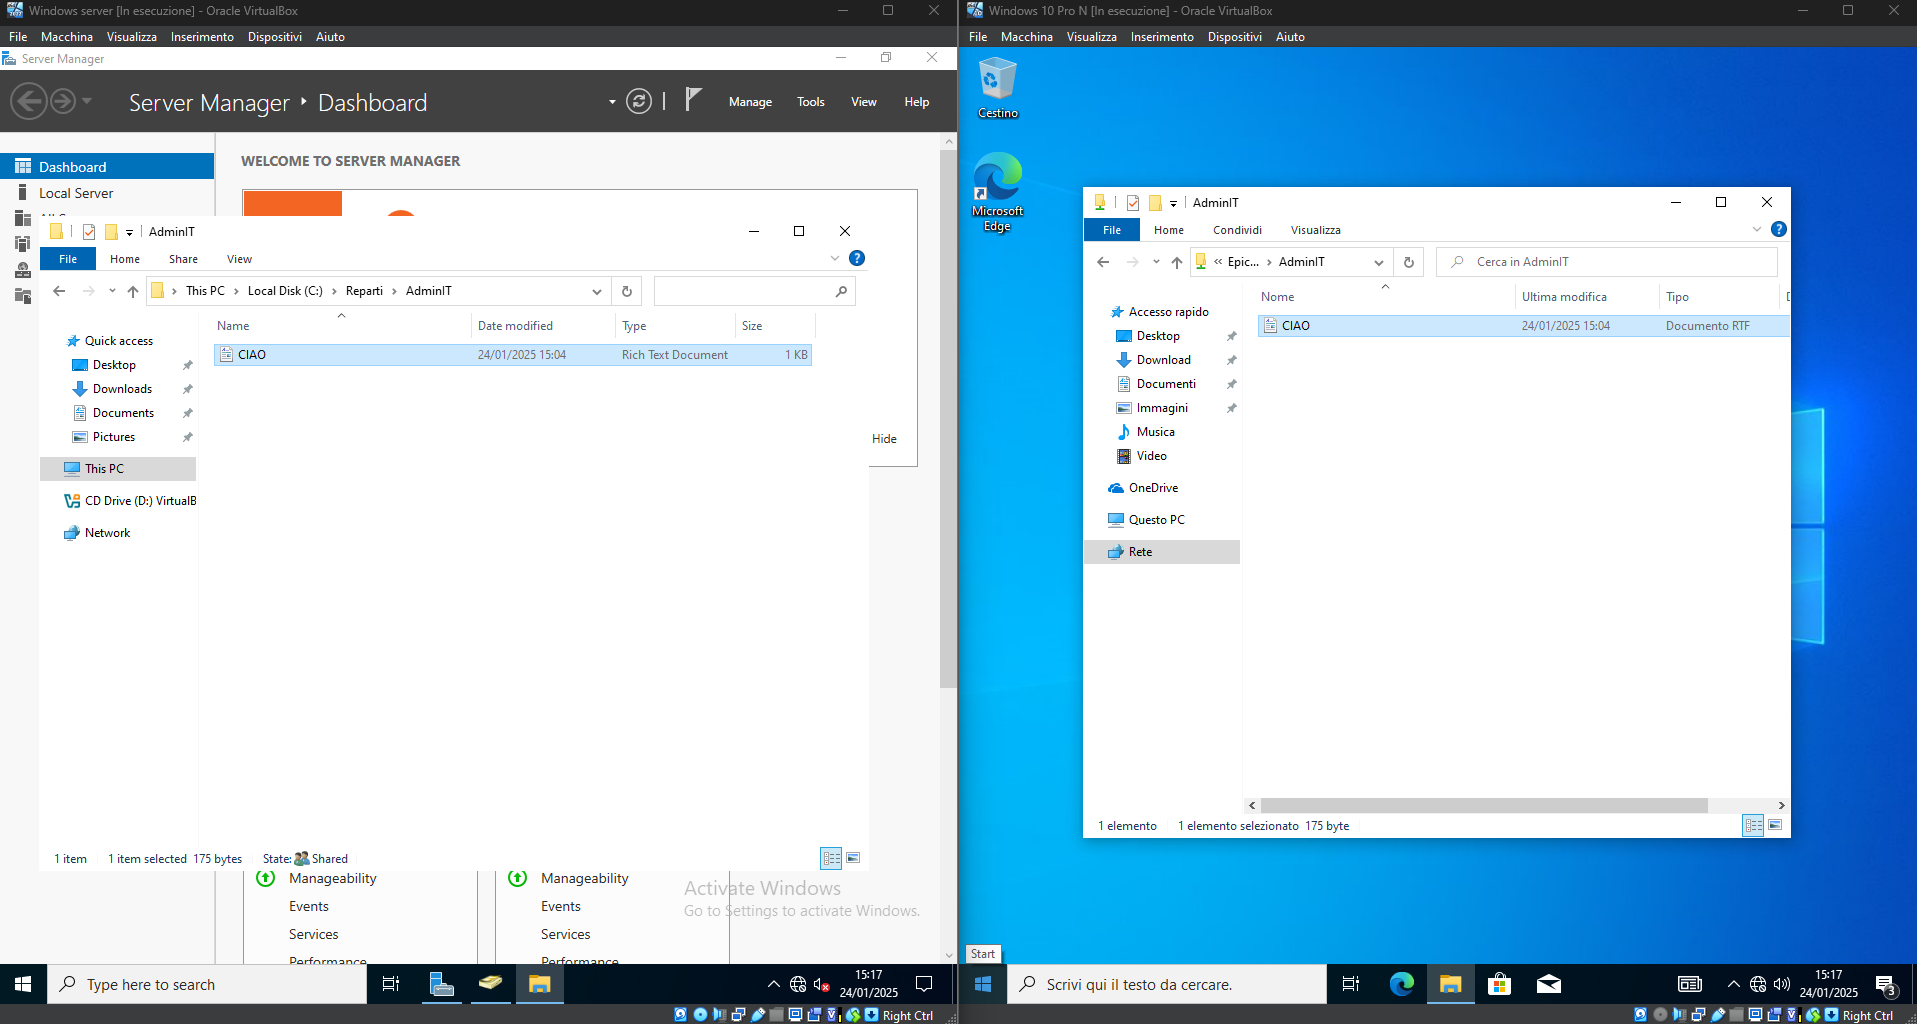 Windows server [In esecuzione] - Oracle VirtualBox
File Macchina Visualizza Inserimento Dispositivi Aiuto
Server Manager
Server Manager Dashboard
Manage Tools View Help
Dashboard
Local Server
WELCOME TO SERVER MANAGER
AdminIT
File Home Share View
This PC Local Disk (C:) Reparti AdminIT
Name Date modified Type Size
Quick access
Desktop
Downloads
Documents
Pictures
This PC
CD Drive (D:) VirtualB
Network
CIAO 24/01/2025 15:04 Rich Text Document 1 KB
Hide
1 item 1 item selected 175 bytes State: Shared
Manageability
Events
Services
Performance
Manageability
Events
Services
Performance
Activate Windows
Go to Settings to activate Windows.
Type here to search
15:17
24/01/2025
Right Ctrl
Windows 10 Pro N [In esecuzione] - Oracle VirtualBox
File Macchina Visualizza Inserimento Dispositivi Aiuto
Cestino
Microsoft
Edge
AdminIT
File Home Condividi Visualizza
« Epic... AdminIT
Cerca in AdminIT
Nome Ultima modifica Tipo
Accesso rapido
Desktop
Download
Documenti
Immagini
Musica
Video
OneDrive
Questo PC
Rete
CIAO 24/01/2025 15:04 Documento RTF
1 elemento 1 elemento selezionato 175 byte
Start
Scrivi qui il testo da cercare.
15:17
24/01/2025
3
Right Ctrl